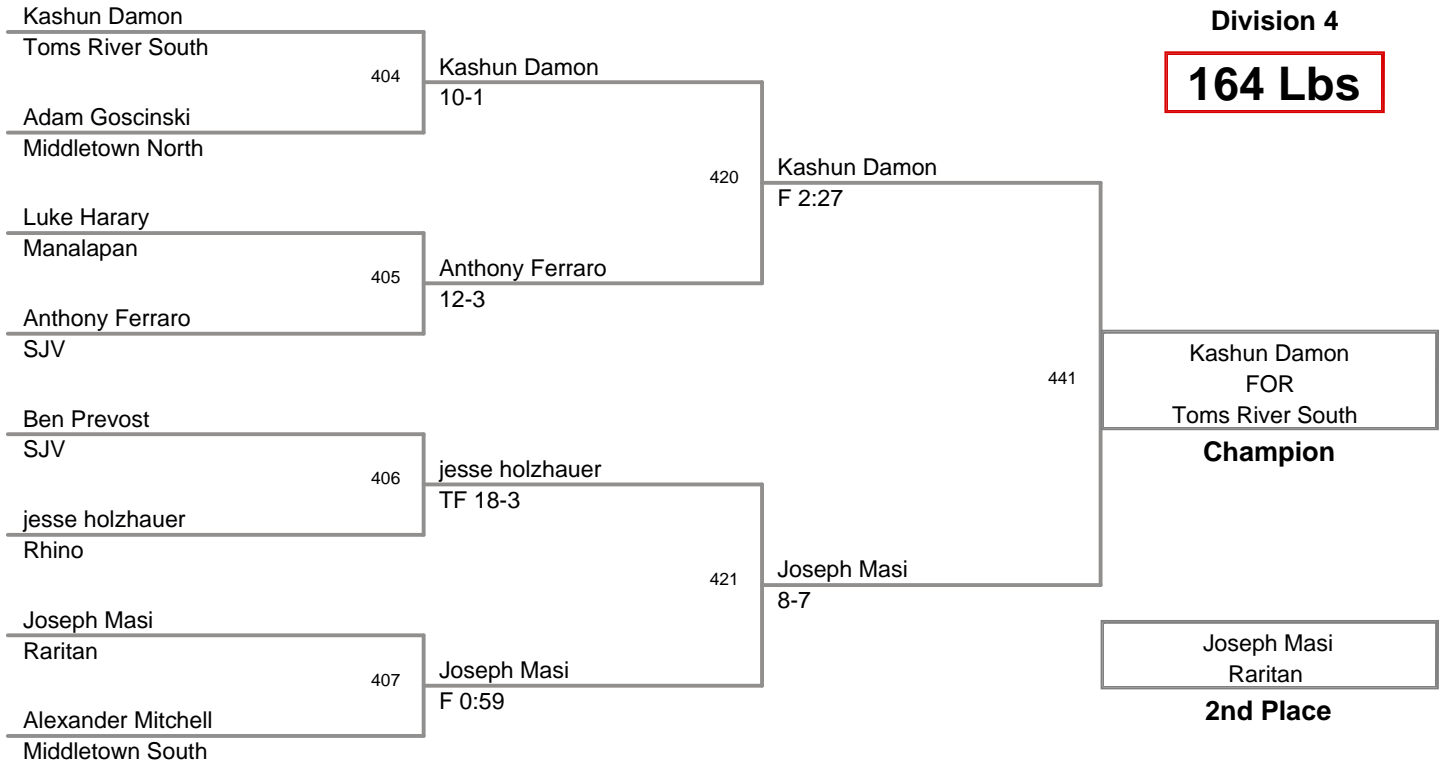 Kashun Damon
Toms River South
404
Adam Goscinski
Middletown North
Kashun Damon
10-1
Luke Harary
Manalapan
405
Anthony Ferraro
SJV
Anthony Ferraro
12-3
420
Kashun Damon
F 2:27
Ben Prevost
SJV
406
jesse holzhauer
Rhino
jesse holzhauer
TF 18-3
Joseph Masi
Raritan
407
Alexander Mitchell
Middletown South
Joseph Masi
F 0:59
421
Joseph Masi
8-7
441
Division 4
164 Lbs
Kashun Damon
FOR
Toms River South
Champion
Joseph Masi
Raritan
2nd Place